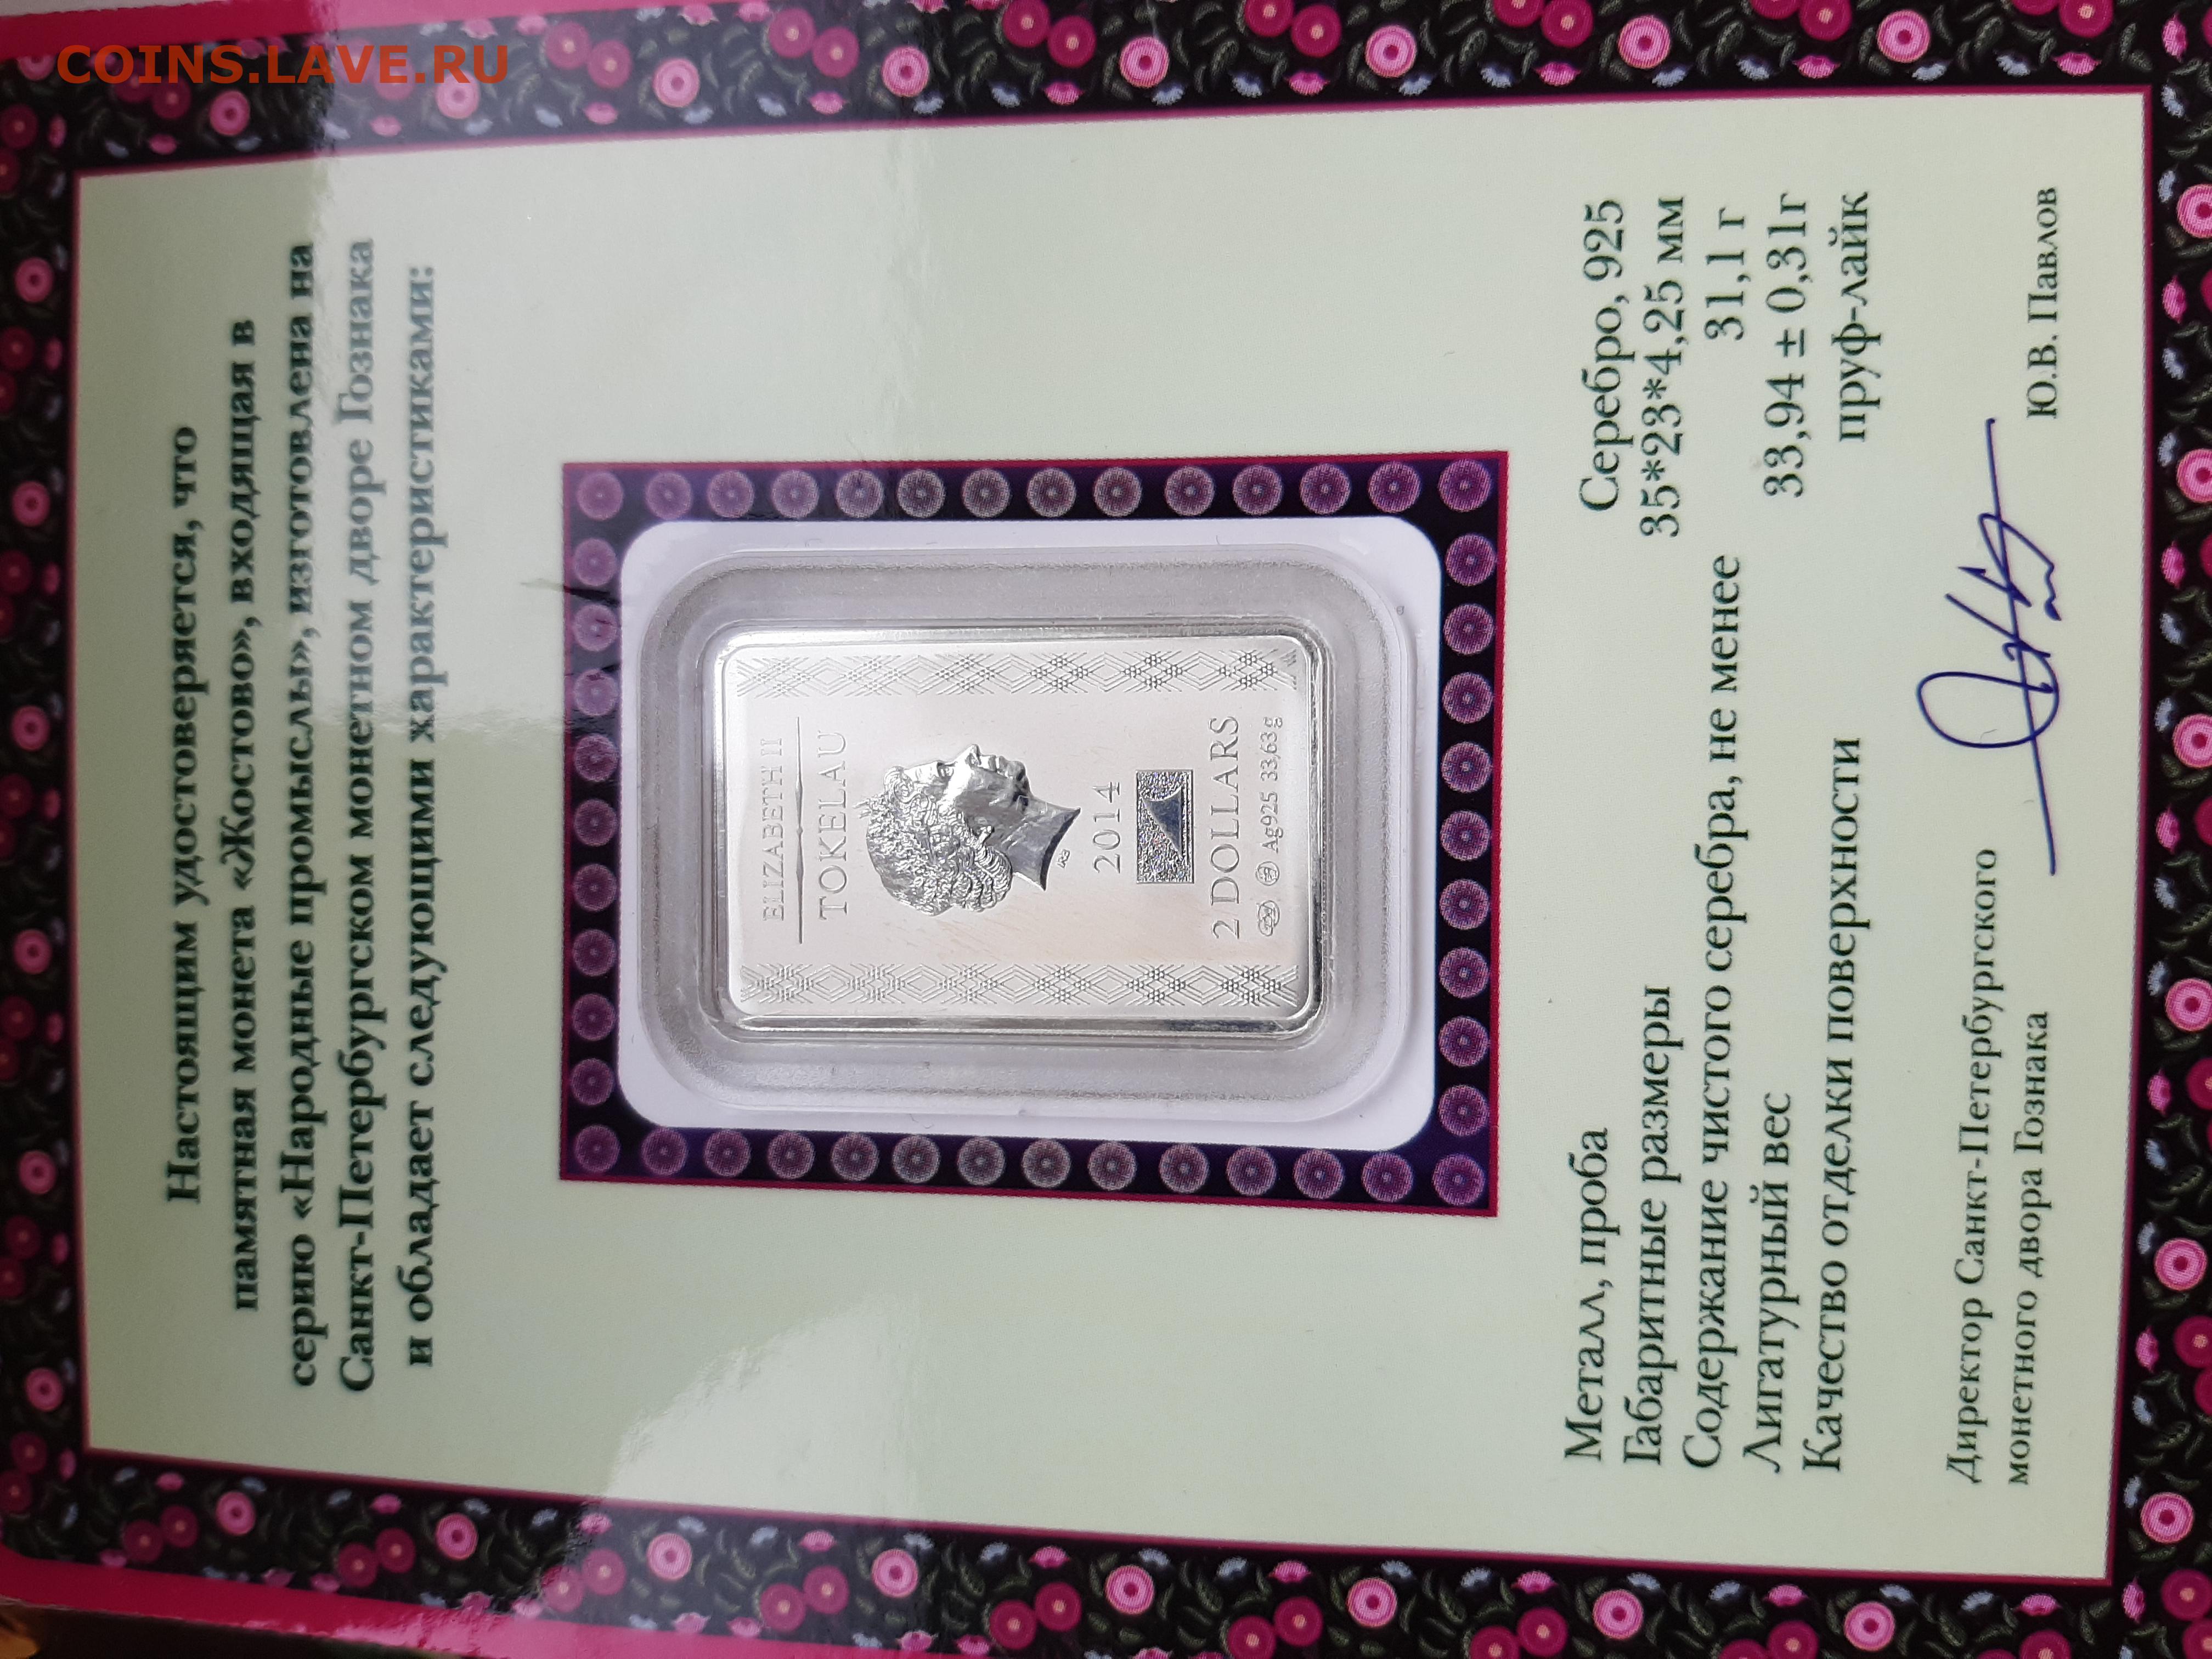 COINS.LAVE.RU
Настоящим удостоверяется, что
памятная монета «Жостово», входящая в
серию «Народные промыслы», изготовлена на
Санкт-Петербургском монетном дворе Гознака
и обладает следующими характеристиками:
ELIZABETH II
TOKELAU
2014
2 DOLLARS
Ag925 33,63 g
Металл, проба Серебро, 925
Габаритные размеры 35*23*4,25 мм
Содержание чистого серебра, не менее 31,1 г
Лигатурный вес 33,94 ± 0,31г
Качество отделки поверхности пруф-лайк
Директор Санкт-Петербургского
монетного двора Гознака Ю.В. Павлов